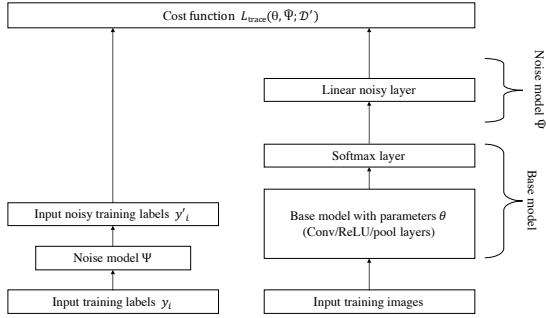 Cost function L_trace(θ, Ψ̂; 𝒟′)
Linear noisy layer
Noise model Ψ̂
Softmax layer
Base model
Input noisy training labels y′_i
Base model with parameters θ
(Conv/ReLU/pool layers)
Noise model Ψ
Input training labels y_i
Input training images